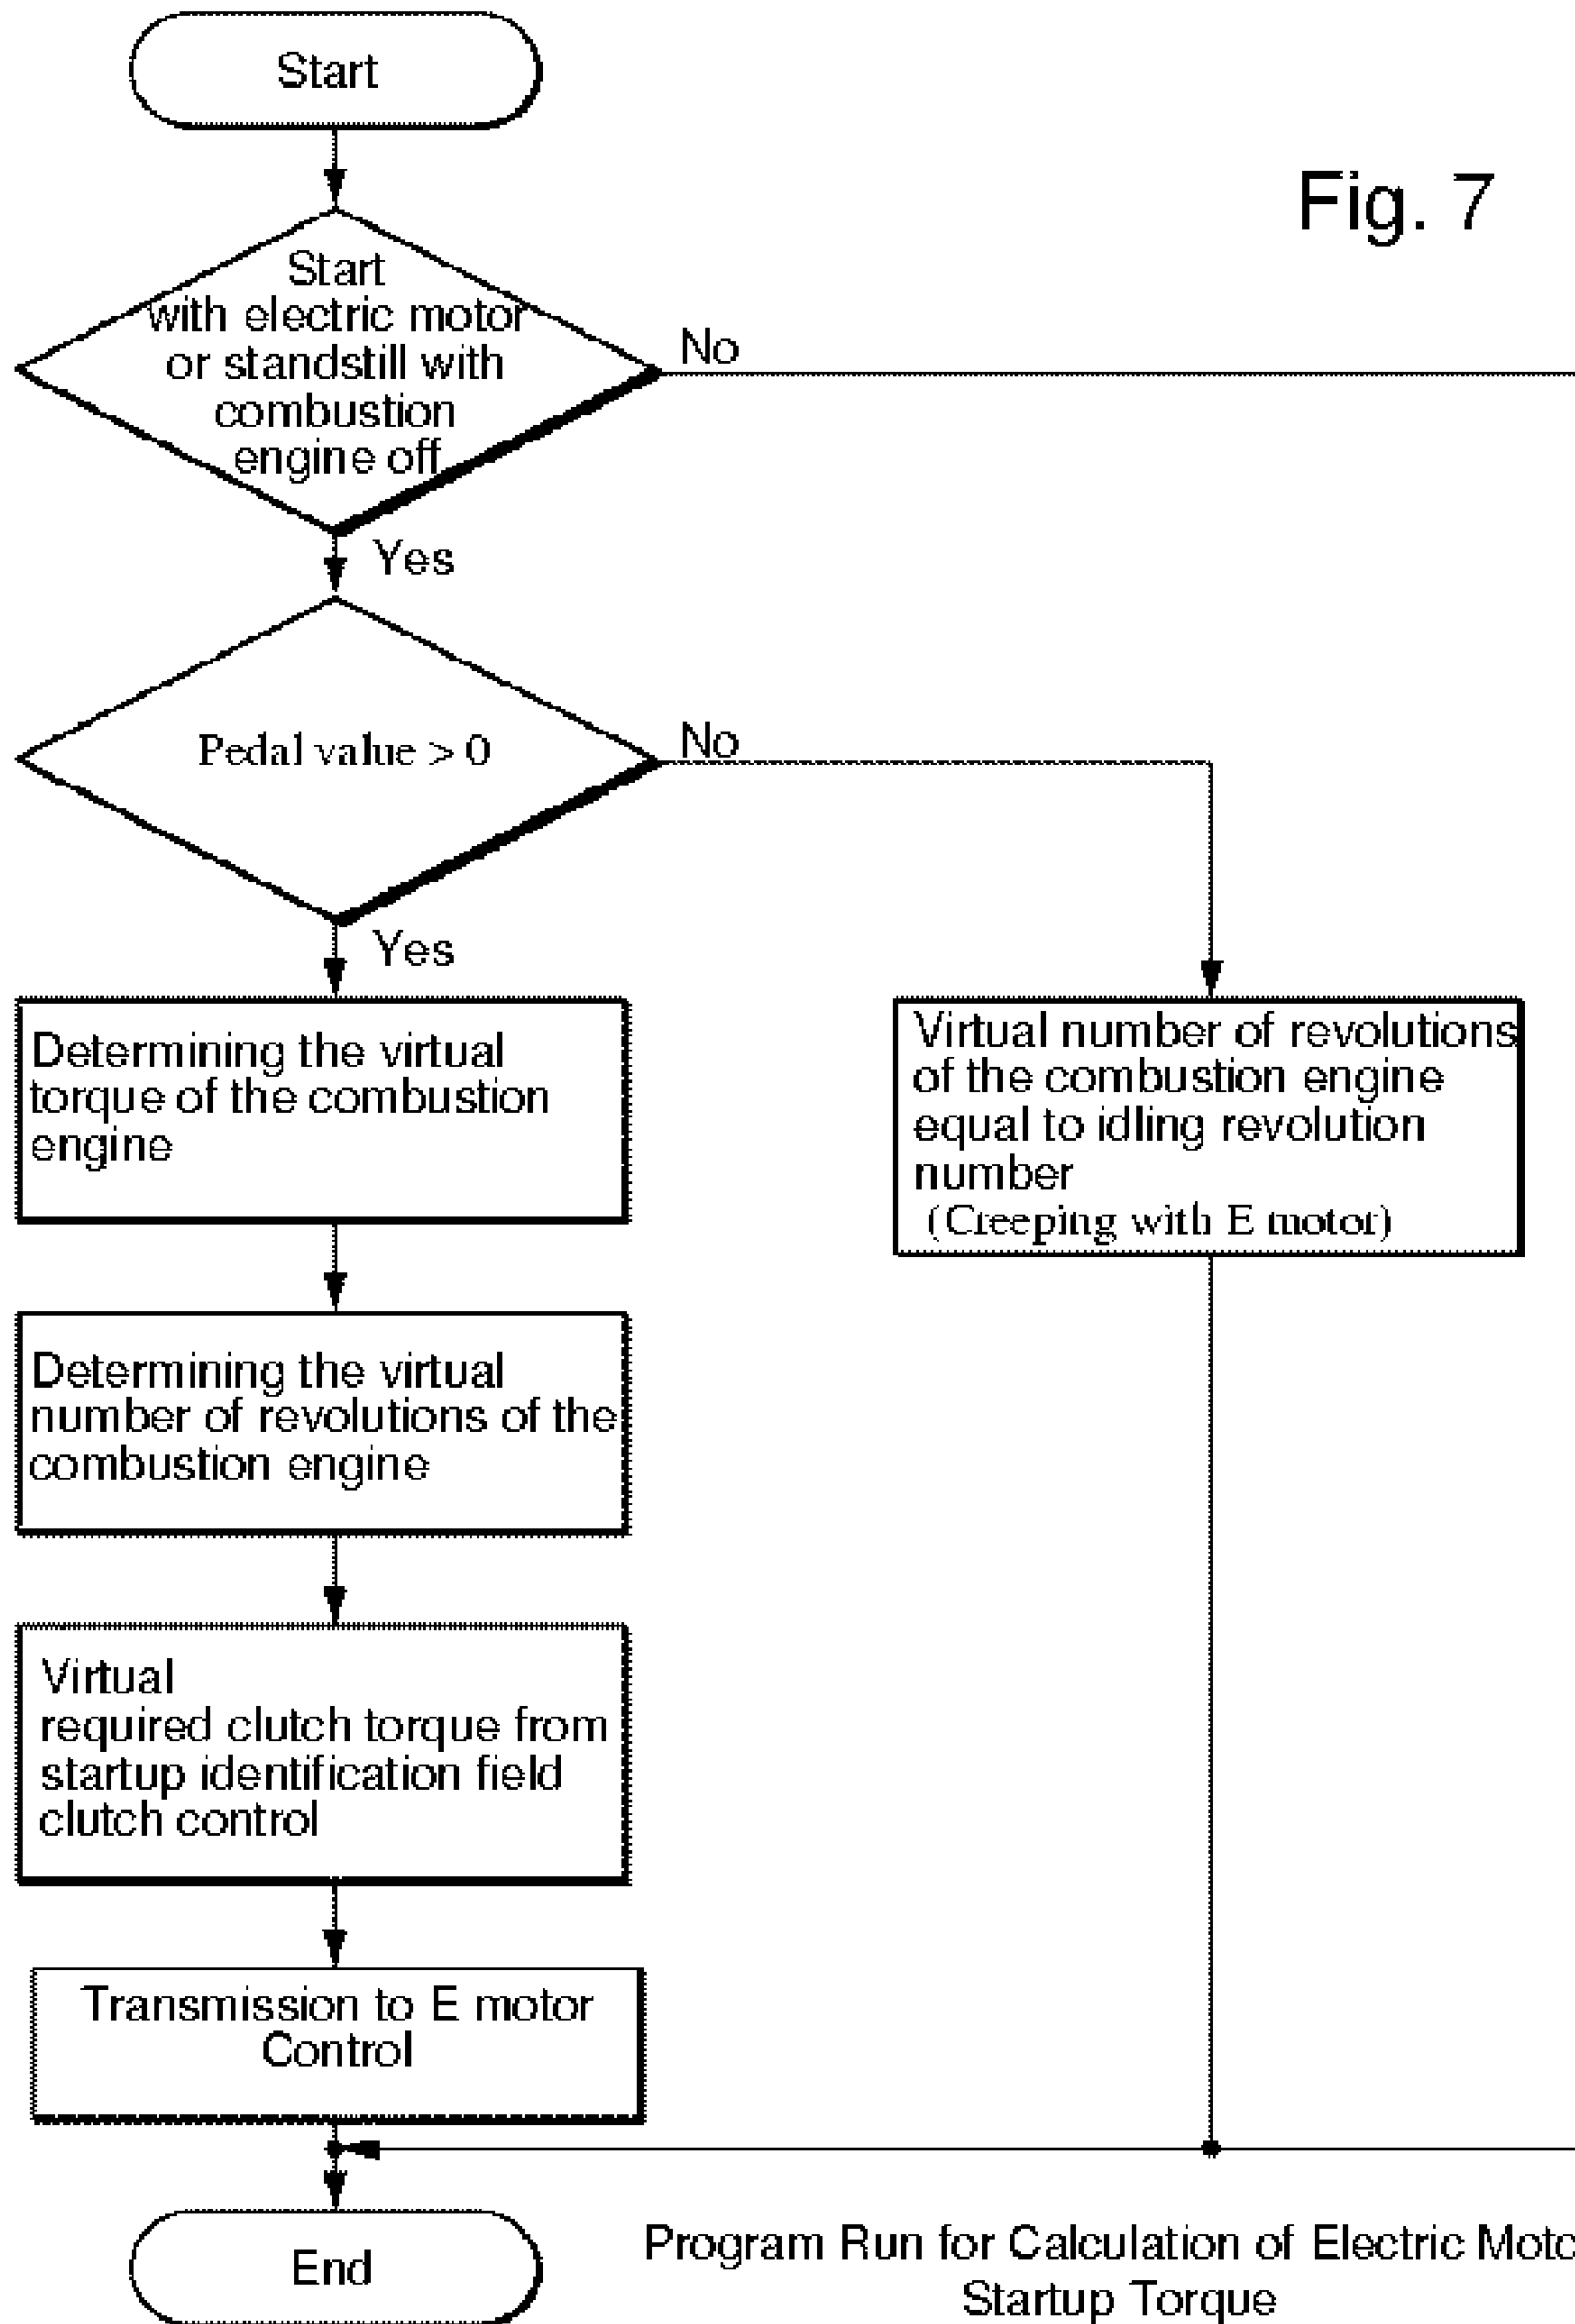 Start
Fig. 7
Start
with electric motor
or standstill with
combustion
engine off
No
Yes
Pedal value > 0
No
Yes
Determining the virtual
torque of the combustion
engine
Virtual number of revolutions
of the combustion engine
equal to idling revolution
number
(Creeping with E motor)
Determining the virtual
number of revolutions of the
combustion engine
Virtual
required clutch torque from
startup identification field
clutch control
Transmission to E motor
Control
End
Program Run for Calculation of Electric Moto
Startup Torque